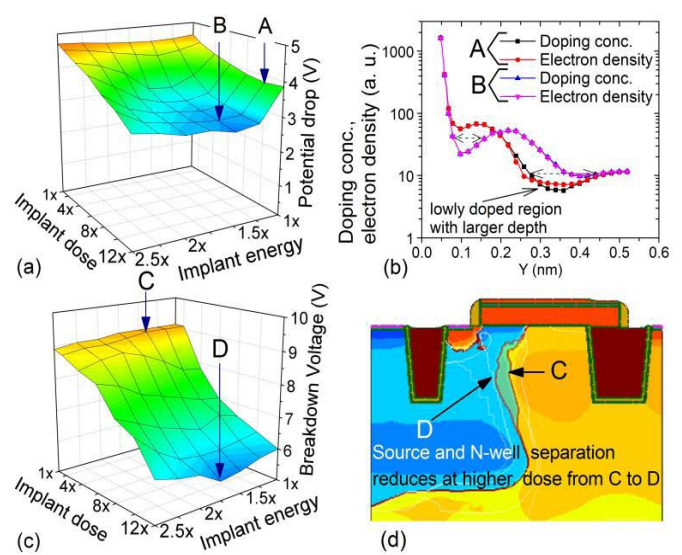 (a)
B
A
5
4
3
2
1
Potential drop (V)
1x
4x
8x
12x
Implant dose
2.5x
2x
1.5x
1x
Implant energy
(b)
1000
100
10
1
Doping conc.,
electron density (a. u.)
A
Doping conc.
Electron density
B
Doping conc.
Electron density
lowly doped region
with larger depth
0.0 0.1 0.2 0.3 0.4 0.5 0.6
Y (nm)
(c)
C
D
10
9
8
7
6
5
Breakdown Voltage (V)
1x
4x
8x
12x
Implant dose
2.5x
2x
1.5x
1x
Implant energy
(d)
C
D
Source and N-well separation
reduces at higher dose from C to D